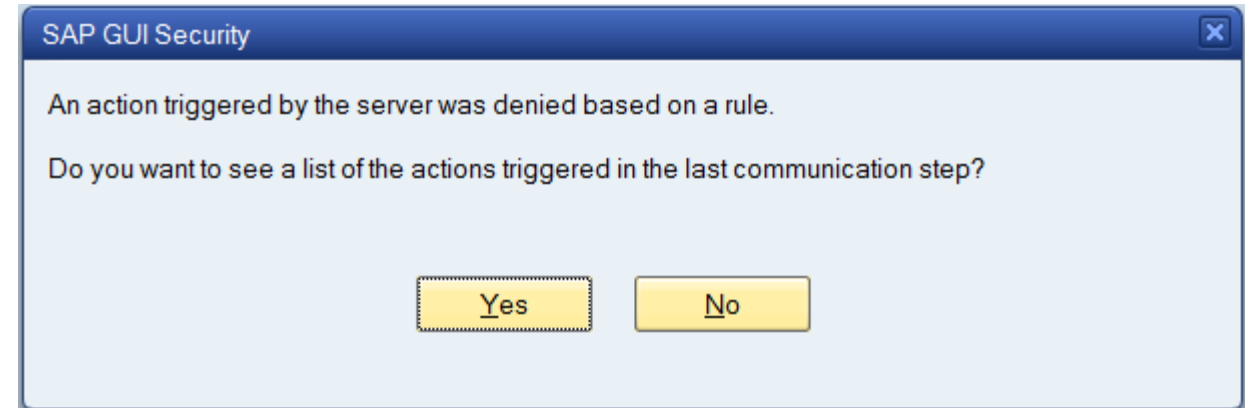 SAP GUI Security
An action triggered by the server was denied based on a rule.
Do you want to see a list of the actions triggered in the last communication step?
Yes No